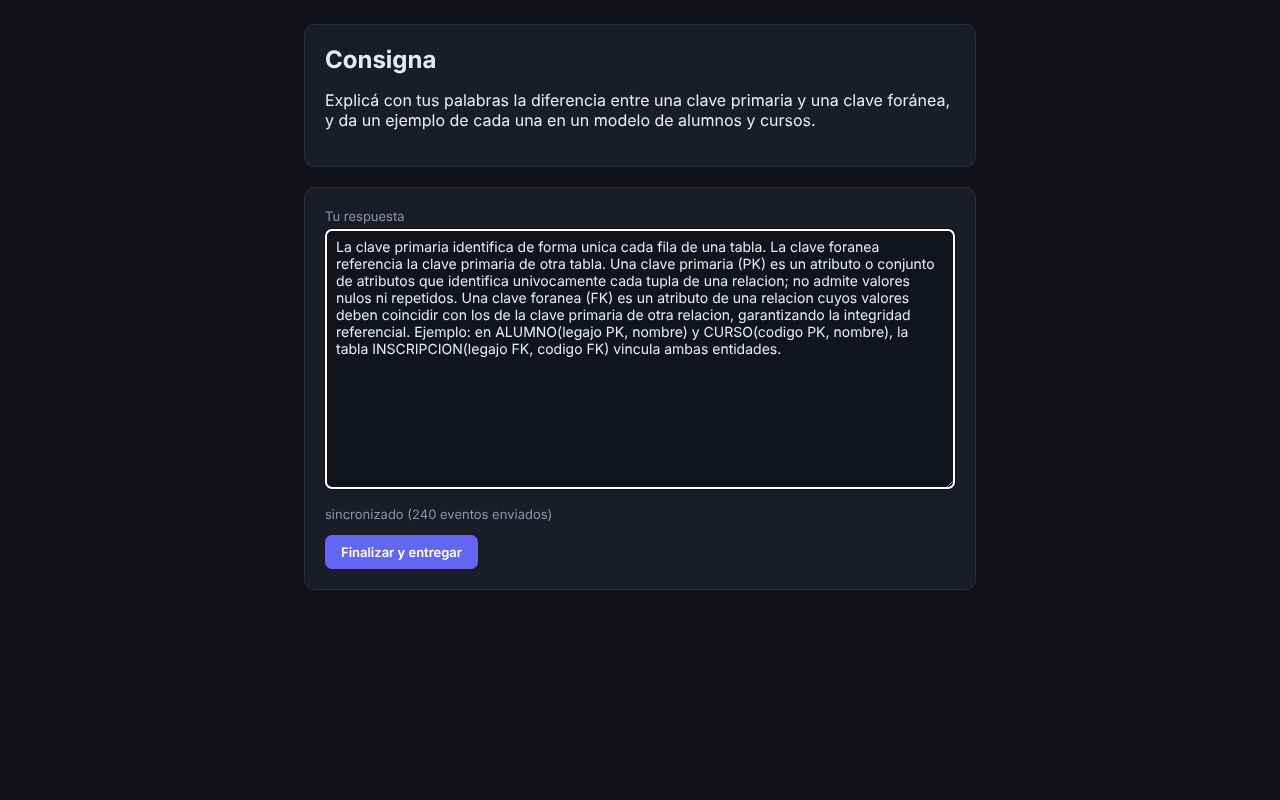 Consigna
Explicá con tus palabras la diferencia entre una clave primaria y una clave foránea,
y da un ejemplo de cada una en un modelo de alumnos y cursos.
Tu respuesta
La clave primaria identifica de forma unica cada fila de una tabla. La clave foranea
referencia la clave primaria de otra tabla. Una clave primaria (PK) es un atributo o conjunto
de atributos que identifica univocamente cada tupla de una relacion; no admite valores
nulos ni repetidos. Una clave foranea (FK) es un atributo de una relacion cuyos valores
deben coincidir con los de la clave primaria de otra relacion, garantizando la integridad
referencial. Ejemplo: en ALUMNO(legajo PK, nombre) y CURSO(codigo PK, nombre), la
tabla INSCRIPCION(legajo FK, codigo FK) vincula ambas entidades.
sincronizado (240 eventos enviados)
Finalizar y entregar